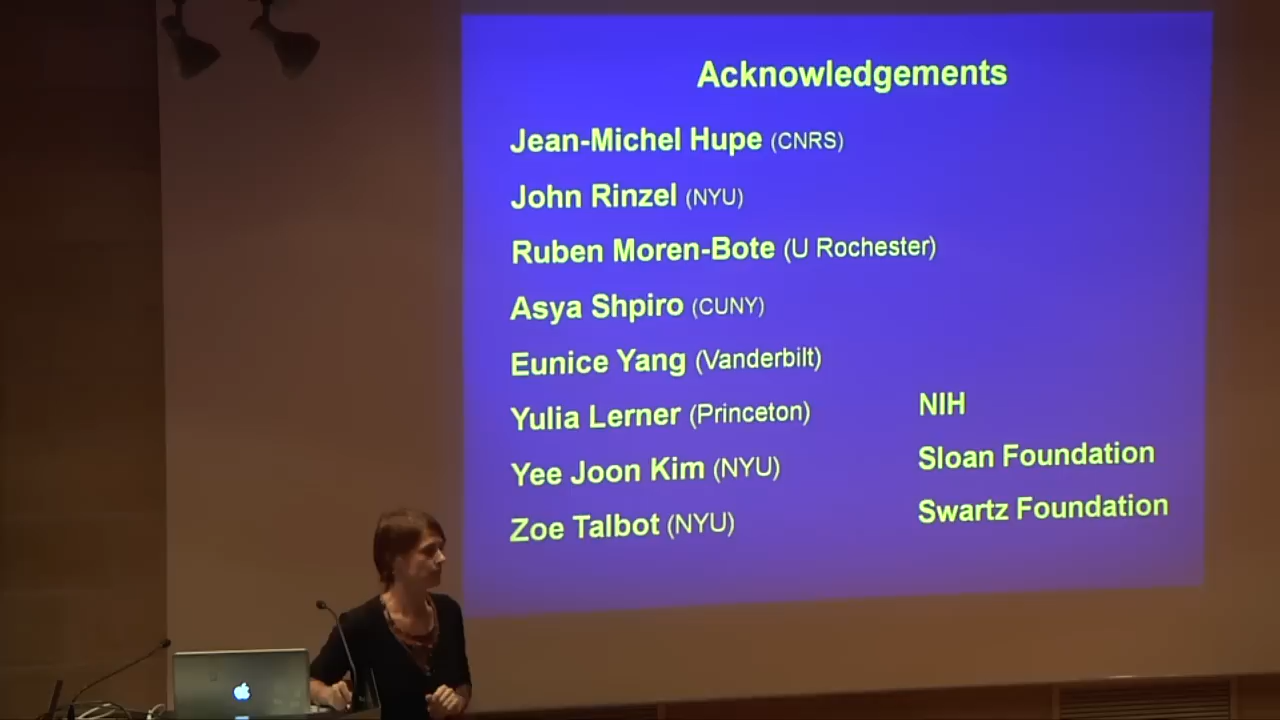 Acknowledgements
Jean-Michel Hupe (CNRS)
John Rinzel (NYU)
Ruben Moren-Bote (U Rochester)
Asya Shpiro (CUNY)
Eunice Yang (Vanderbilt)
Yulia Lerner (Princeton)
Yee Joon Kim (NYU)
Zoe Talbot (NYU)
NIH
Sloan Foundation
Swartz Foundation